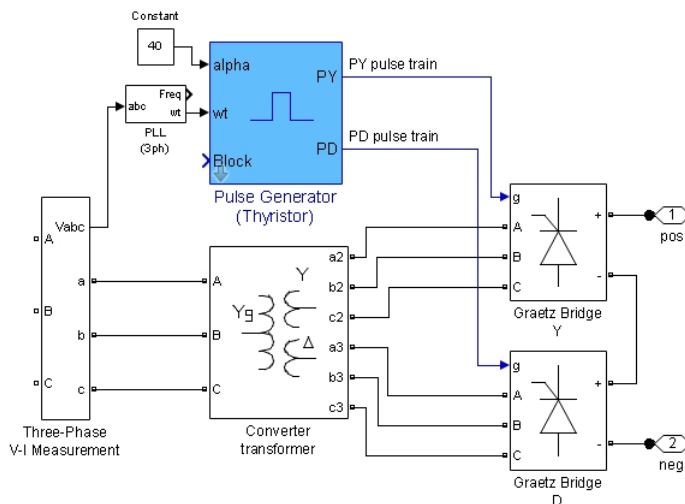 Constant
40
alpha
PY
PY pulse train
Freq
abc
wt
wt
PLL
(3ph)
PD
PD pulse train
Block
Pulse Generator
(Thyristor)
g
Vabc
A
a
B
b
C
c
Three-Phase
V-I Measurement
A
B
C
Yg
Y
Δ
a2
b2
c2
a3
b3
c3
Converter
transformer
A
B
C
+
-
1
pos
Graetz Bridge
Y
g
A
B
C
+
-
2
neg
Graetz Bridge
D